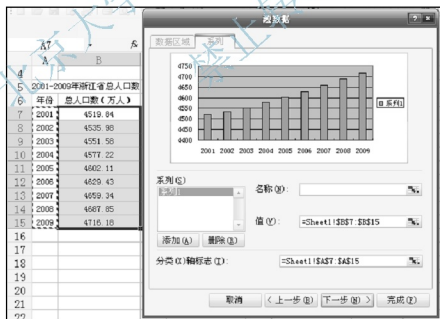 A7
fx
A
B
4
5 2001-2009年浙江省总人口数
6 年份 总人口数(万人)
7 2001 4519.84
8 2002 4535.98
9 2003 4551.58
10 2004 4577.22
11 2005 4602.11
12 2006 4629.43
13 2007 4659.34
14 2008 4687.85
15 2009 4716.18
16
17
18
19
20
21
22
源数据
数据区域 系列
4750
4700
4650
4600
4550
4500
4450
4400
2001 2002 2003 2004 2005 2006 2007 2008 2009
系列1
系列(S)
系列1
名称(N):
值(Y): =Sheet1!$B$7:$B$15
添加(A) 删除(R)
分类(X)轴标志(T): =Sheet1!$A$7:$A$15
取消 <上一步(B) 下一步(N)> 完成(F)
北京大学